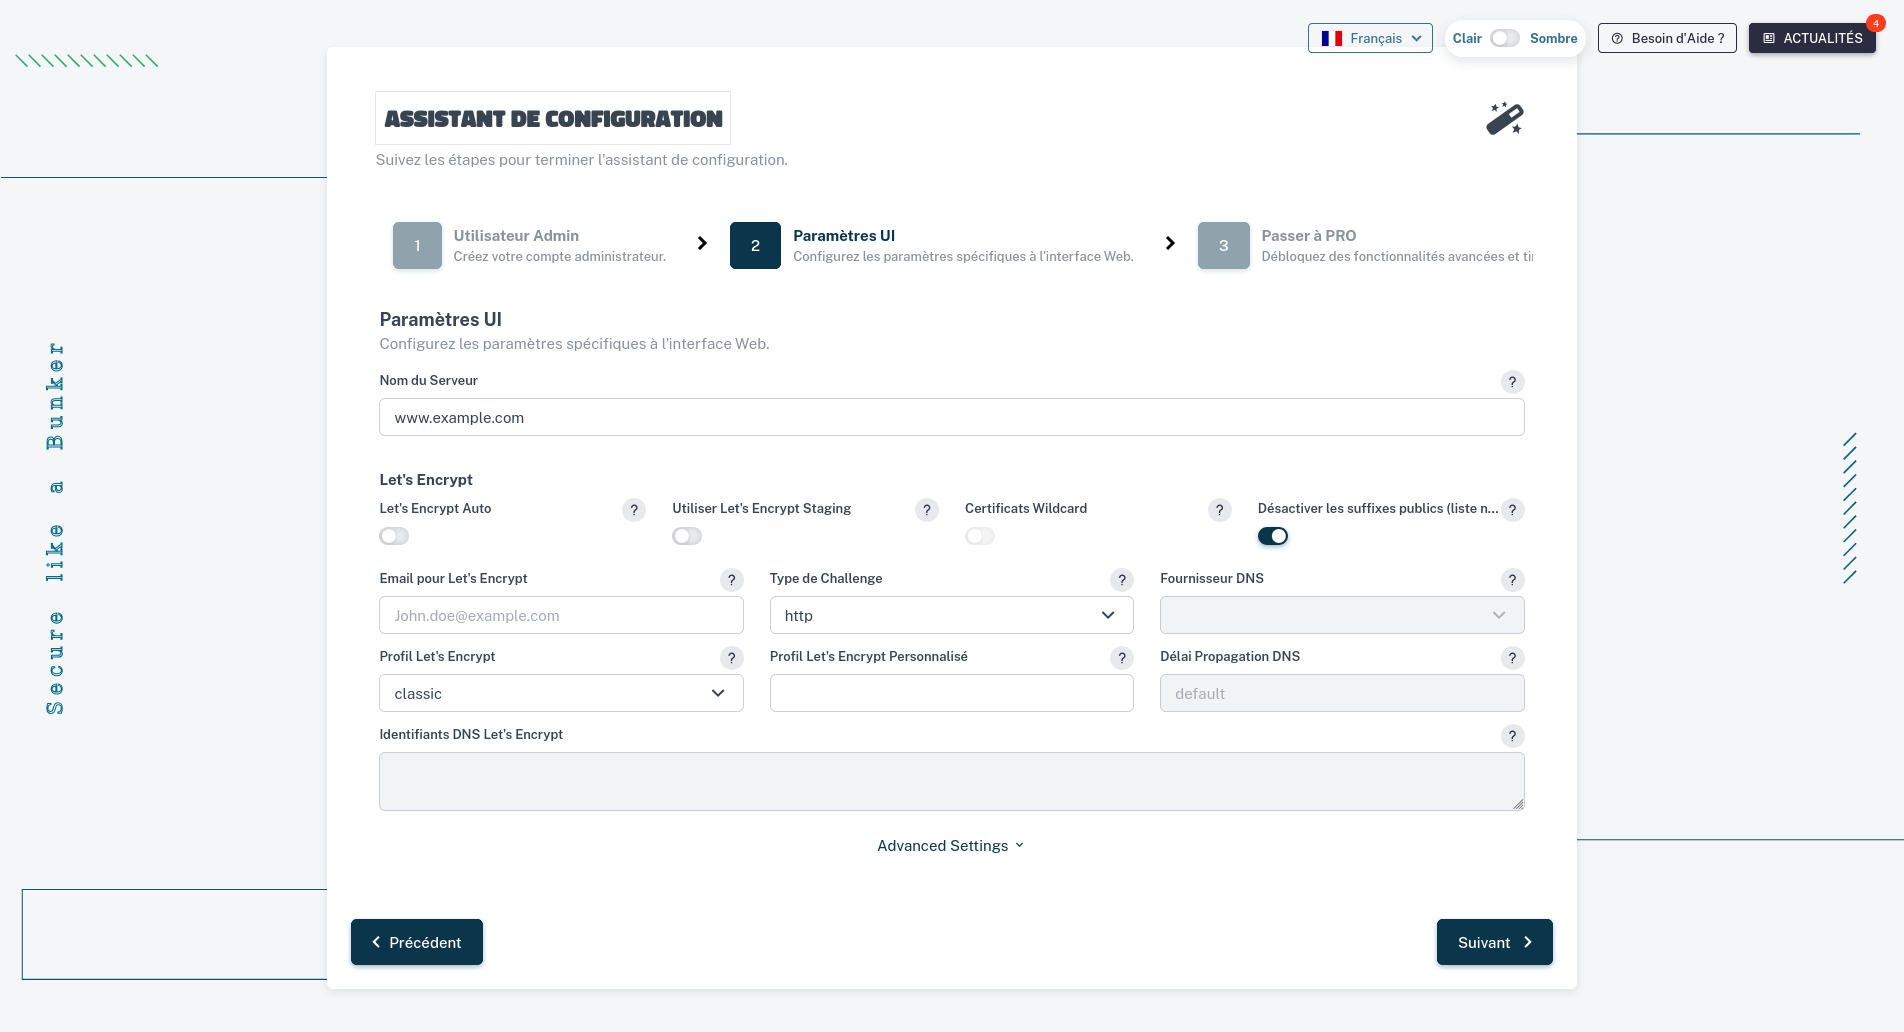 Français
Clair
Sombre
Besoin d'Aide ?
ACTUALITÉS
4
ASSISTANT DE CONFIGURATION
Suivez les étapes pour terminer l'assistant de configuration.
1
Utilisateur Admin
Créez votre compte administrateur.
2
Paramètres UI
Configurez les paramètres spécifiques à l'interface Web.
3
Passer à PRO
Débloquez des fonctionnalités avancées et ti
Paramètres UI
Configurez les paramètres spécifiques à l'interface Web.
Nom du Serveur ?
www.example.com
Let's Encrypt
Let's Encrypt Auto ? Utiliser Let's Encrypt Staging ? Certificats Wildcard ? Désactiver les suffixes publics (liste n... ?
Email pour Let's Encrypt ? Type de Challenge ? Fournisseur DNS ?
John.doe@example.com http
Profil Let's Encrypt ? Profil Let's Encrypt Personnalisé ? Délai Propagation DNS ?
classic default
Identifiants DNS Let's Encrypt ?
Advanced Settings
Précédent Suivant
Secure like a Bunker